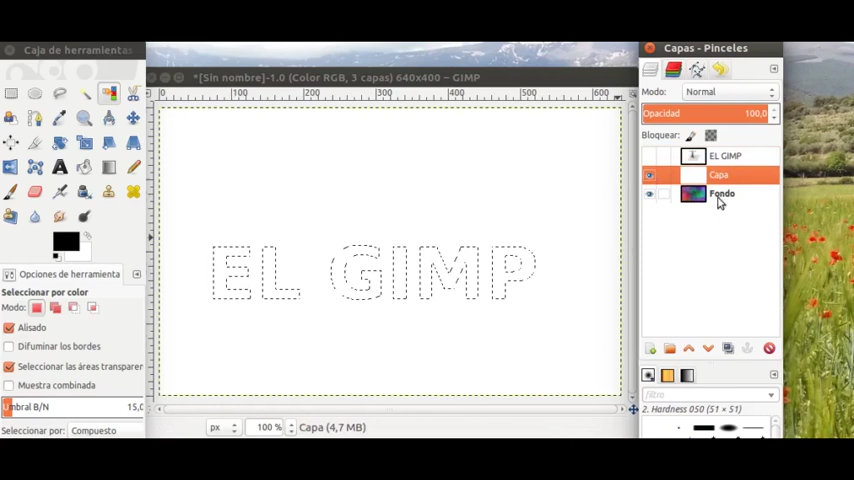 Caja de herramientas
*[Sin nombre]-1.0 (Color RGB, 3 capas) 640x400 – GIMP
Capas - Pinceles
0 100 200 300 400 500 600
Modo: Normal
Opacidad 100,0
Bloquear:
EL GIMP
Capa
Fondo
EL GIMP
Opciones de herramienta
Seleccionar por color
Modo:
Alisado
Difuminar los bordes
Seleccionar las áreas transparen
Muestra combinada
Umbral B/N 15,0
Seleccionar por: Compuesto
px 100 % Capa (4,7 MB)
filtro
2. Hardness 050 (51 × 51)